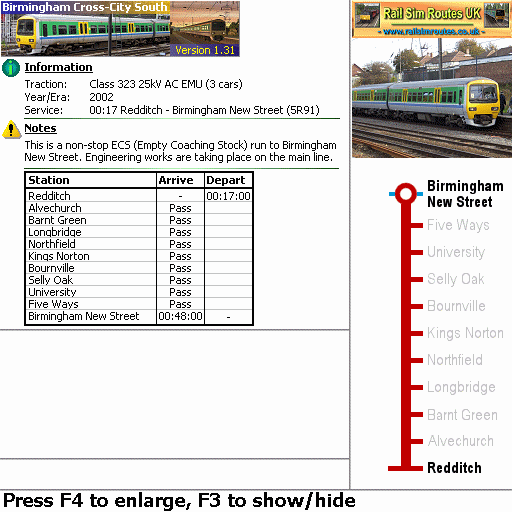 Birmingham Cross-City South
Version 1.31
Information
Traction: Class 323 25kV AC EMU (3 cars)
Year/Era: 2002
Service: 00:17 Redditch - Birmingham New Street (5R91)
Notes
This is a non-stop ECS (Empty Coaching Stock) run to Birmingham
New Street. Engineering works are taking place on the main line.
Station Arrive Depart
Redditch - 00:17:00
Alvechurch Pass
Barnt Green Pass
Longbridge Pass
Northfield Pass
Kings Norton Pass
Bournville Pass
Selly Oak Pass
University Pass
Five Ways Pass
Birmingham New Street 00:48:00 -
Rail Sim Routes UK
- www.railsimroutes.co.uk -
Birmingham
New Street
Five Ways
University
Selly Oak
Bournville
Kings Norton
Northfield
Longbridge
Barnt Green
Alvechurch
Redditch
Press F4 to enlarge, F3 to show/hide